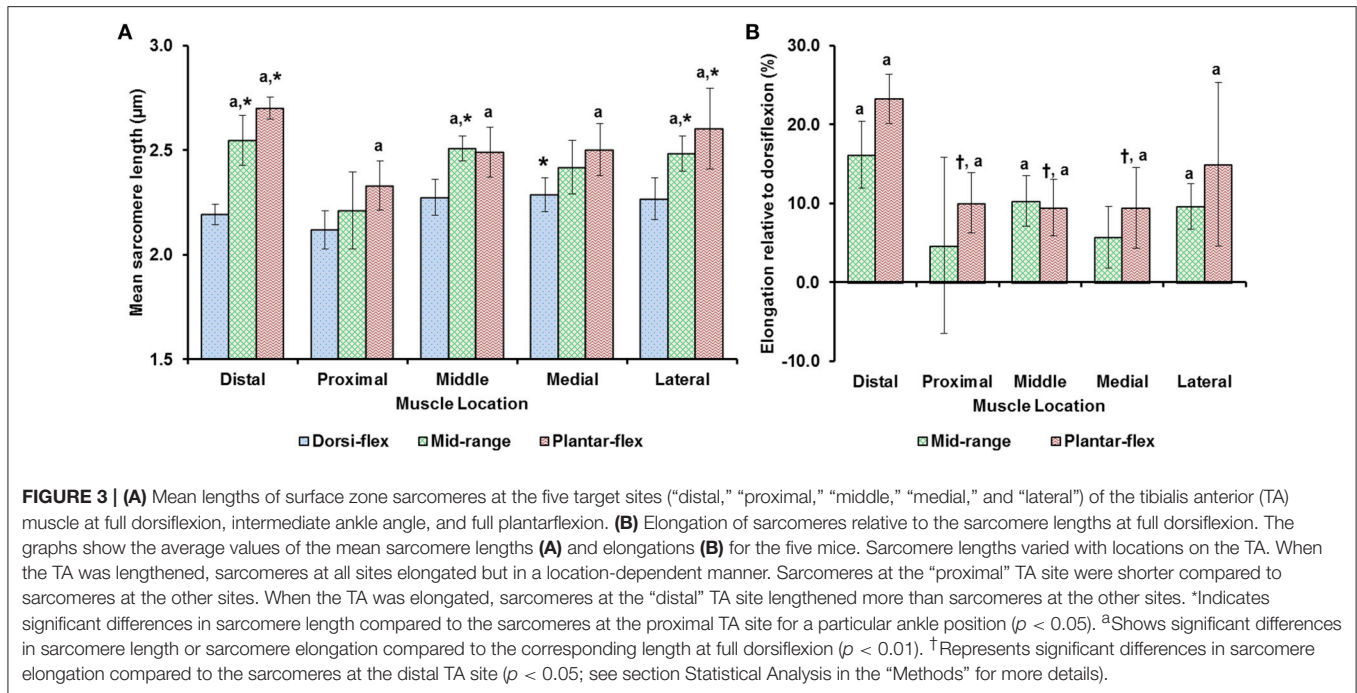 A
3.0
2.5
2.0
1.5
Mean sarcomere length (µm)
a,*
a,*
a
a,*
a
*
a
a,*
a,*
Distal Proximal Middle Medial Lateral
Muscle Location
Dorsi-flex Mid-range Plantar-flex
B
30.0
20.0
10.0
0.0
-10.0
Elongation relative to dorsiflexion (%)
a
a
†, a
a
†, a
†, a
a
a
Distal Proximal Middle Medial Lateral
Muscle Location
Mid-range Plantar-flex
FIGURE 3 | (A) Mean lengths of surface zone sarcomeres at the five target sites (“distal,” “proximal,” “middle,” “medial,” and “lateral”) of the tibialis anterior (TA)
muscle at full dorsiflexion, intermediate ankle angle, and full plantarflexion. (B) Elongation of sarcomeres relative to the sarcomere lengths at full dorsiflexion. The
graphs show the average values of the mean sarcomere lengths (A) and elongations (B) for the five mice. Sarcomere lengths varied with locations on the TA. When
the TA was lengthened, sarcomeres at all sites elongated but in a location-dependent manner. Sarcomeres at the “proximal” TA site were shorter compared to
sarcomeres at the other sites. When the TA was elongated, sarcomeres at the “distal” TA site lengthened more than sarcomeres at the other sites. *Indicates
significant differences in sarcomere length compared to the sarcomeres at the proximal TA site for a particular ankle position (p < 0.05). aShows significant differences
in sarcomere length or sarcomere elongation compared to the corresponding length at full dorsiflexion (p < 0.01). †Represents significant differences in sarcomere
elongation compared to the sarcomeres at the distal TA site (p < 0.05; see section Statistical Analysis in the “Methods” for more details).